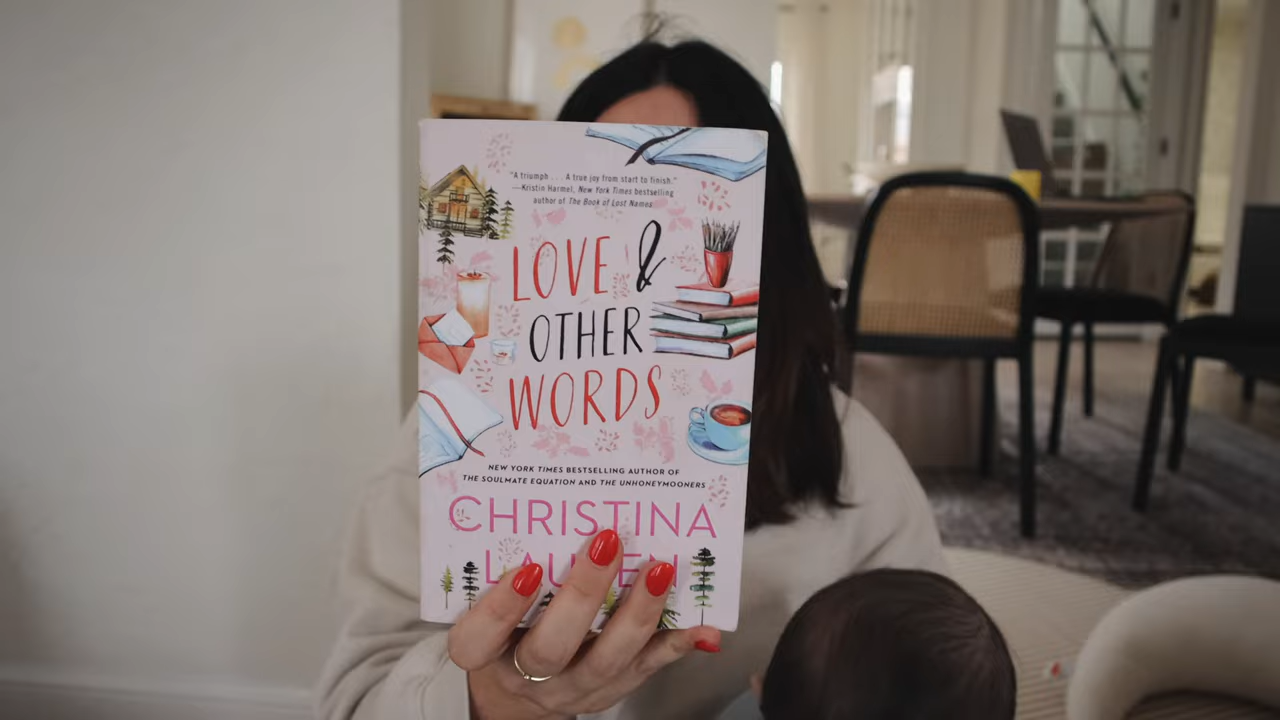 "A triumph . . . A true joy from start to finish."
—Kristin Harmel, New York Times bestselling
author of The Book of Lost Names
LOVE &
OTHER
WORDS
NEW YORK TIMES BESTSELLING AUTHOR OF
THE SOULMATE EQUATION AND THE UNHONEYMOONERS
CHRISTINA
LAUREN